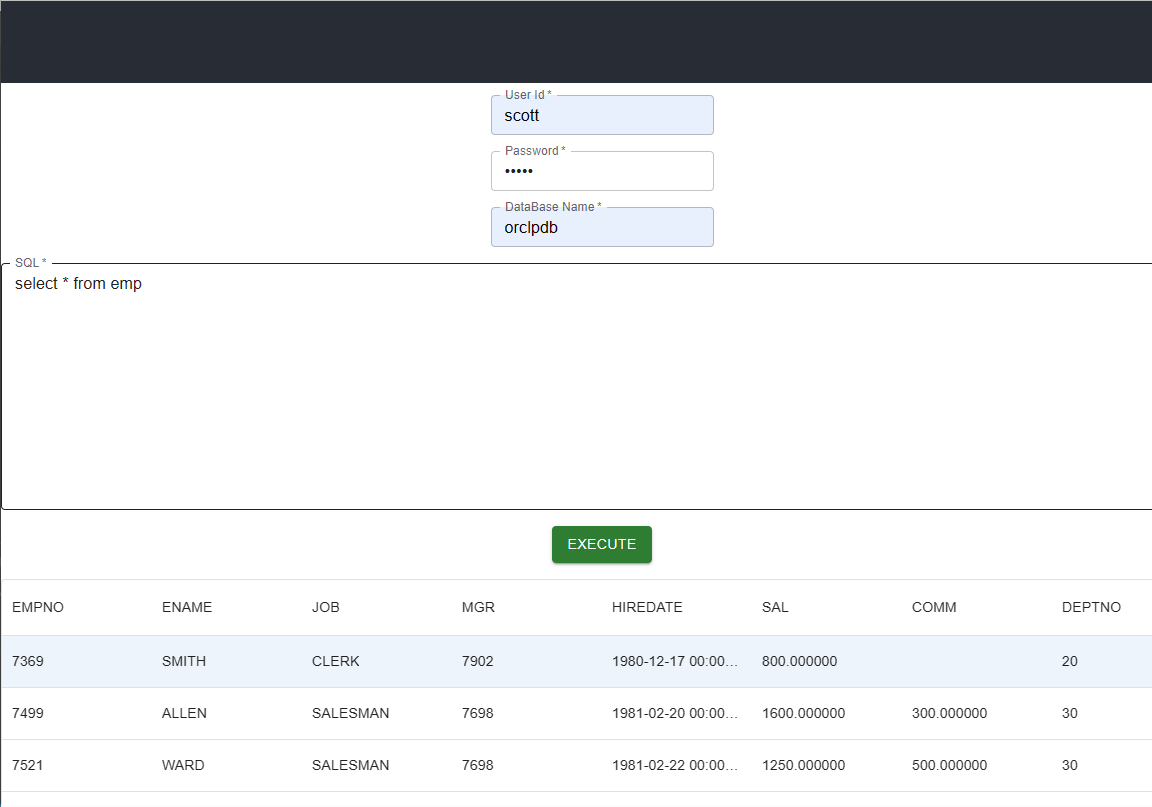 User Id *
scott
Password *
•••••
DataBase Name *
orclpdb
SQL *
select * from emp
EXECUTE
EMPNO ENAME JOB MGR HIREDATE SAL COMM DEPTNO
7369 SMITH CLERK 7902 1980-12-17 00:00... 800.000000 20
7499 ALLEN SALESMAN 7698 1981-02-20 00:00... 1600.000000 300.000000 30
7521 WARD SALESMAN 7698 1981-02-22 00:00... 1250.000000 500.000000 30